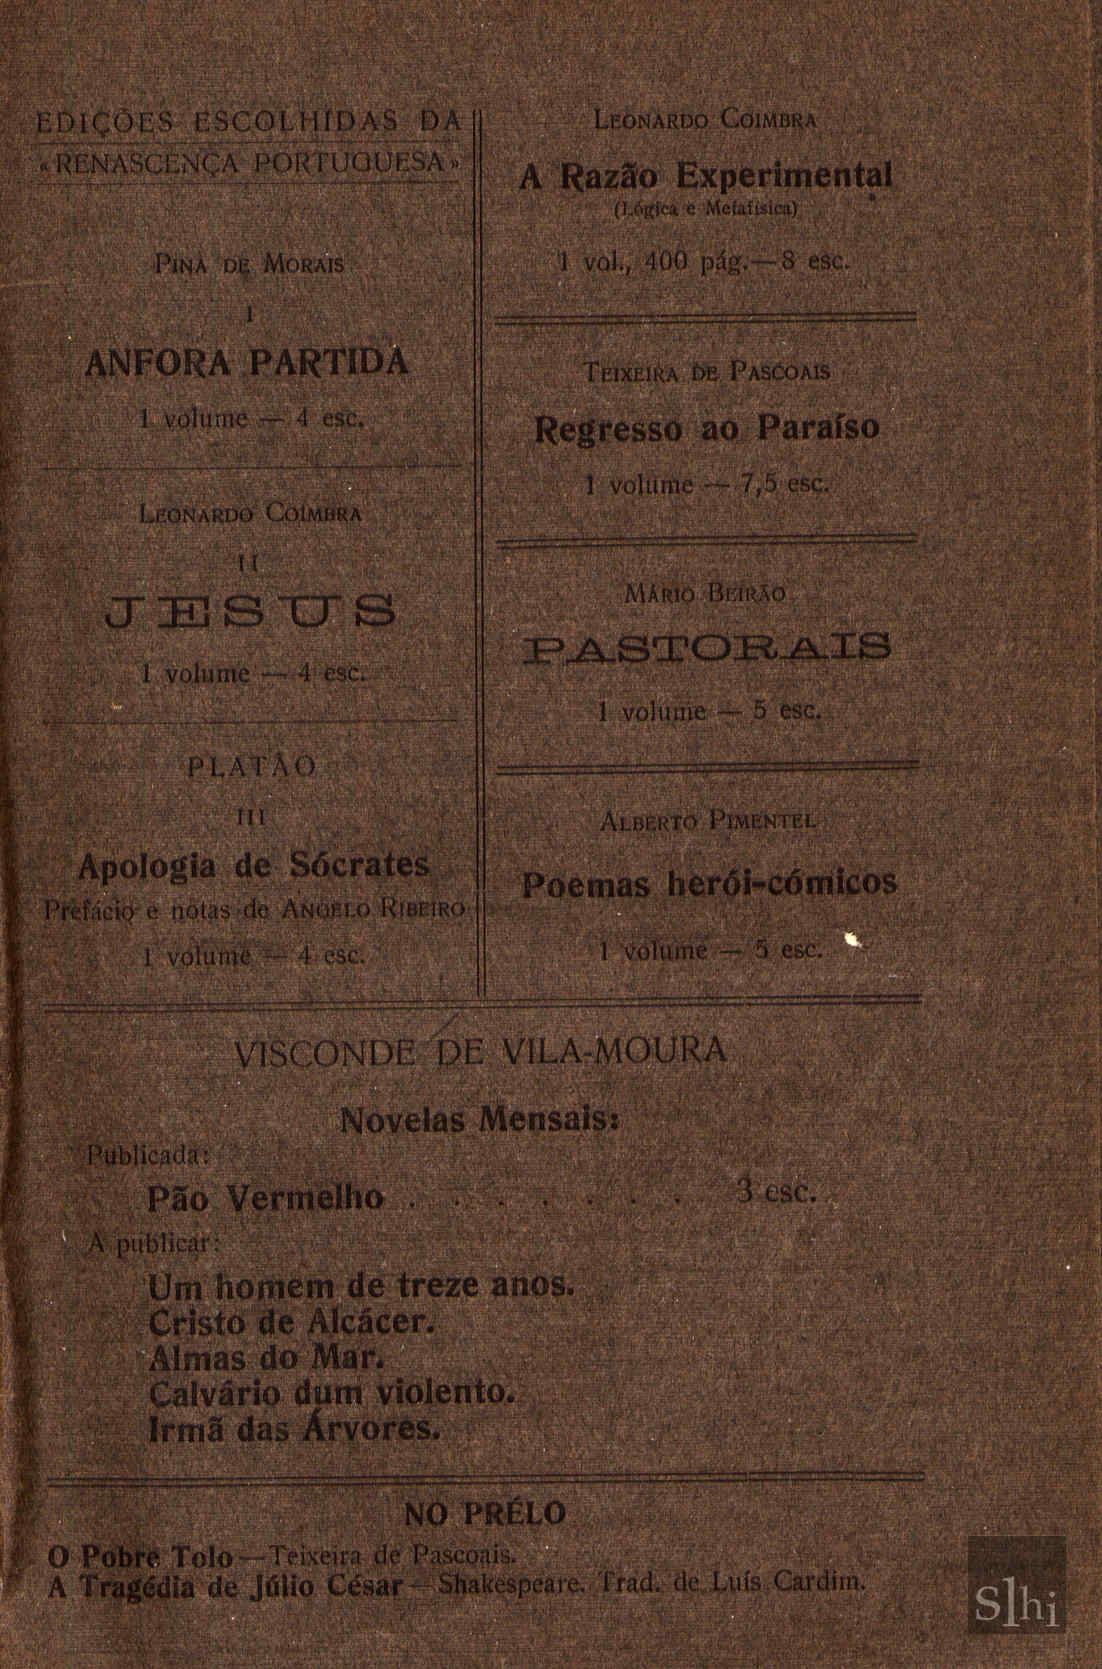 EDIÇÕES ESCOLHIDAS DA
«RENASCENÇA PORTUGUESA»
PINA DE MORAIS
I
ANFORA PARTIDA
1 volume — 4 esc.
LEONARDO COIMBRA
II
JESUS
1 volume — 4 esc.
PLATÃO
III
Apologia de Sócrates
Prefácio e notas de ANGELO RIBEIRO
1 volume — 4 esc.
LEONARDO COIMBRA
A Razão Experimental
(Lógica e Metafísica)
1 vol., 400 pág.—8 esc.
TEIXEIRA DE PASCOAIS
Regresso ao Paraíso
1 volume — 7,5 esc.
MÁRIO BEIRÃO
PASTORAIS
1 volume — 5 esc.
ALBERTO PIMENTEL
Poemas herói-cómicos
1 volume — 5 esc.
VISCONDE DE VILA-MOURA
Novelas Mensais:
Publicada:
Pão Vermelho . . . . . . . 3 esc.
A publicar:
Um homem de treze anos.
Cristo de Alcácer.
Almas do Mar.
Calvário dum violento.
Irmã das Árvores.
NO PRÉLO
O Pobre Tolo—Teixeira de Pascoais.
A Tragédia de Júlio César—Shakespeare. Trad. de Luís Cardim.
Slhi